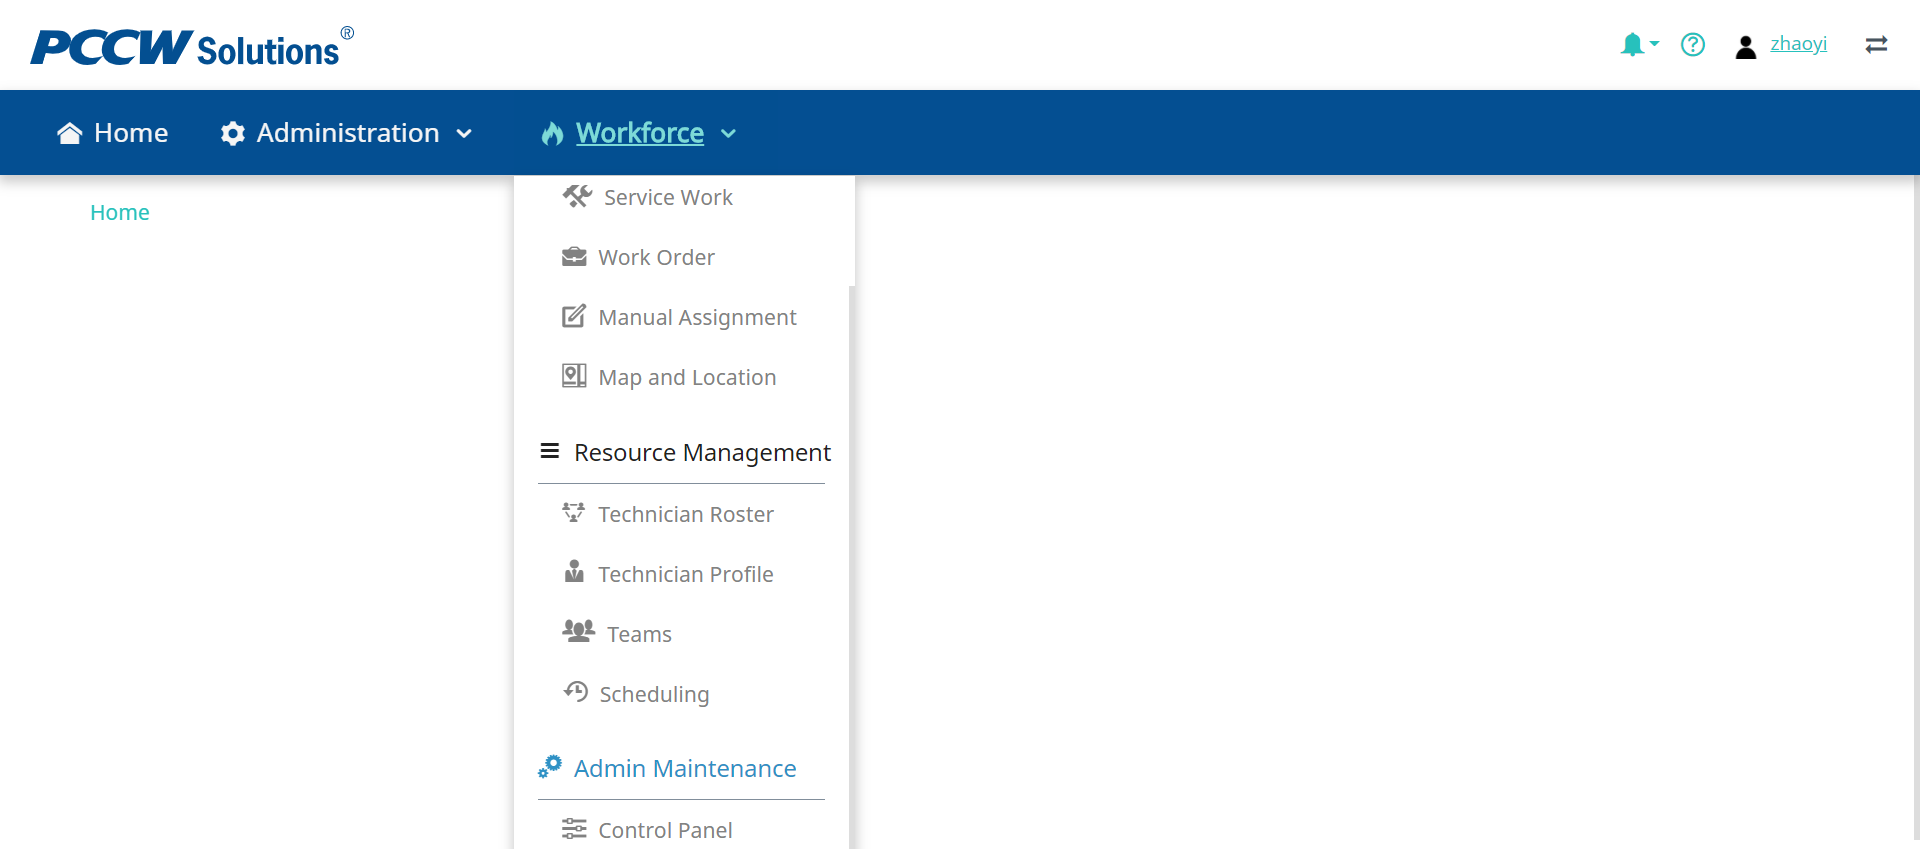 PCCW Solutions®
zhaoyi
Home
Administration
Workforce
Home
Service Work
Work Order
Manual Assignment
Map and Location
Resource Management
Technician Roster
Technician Profile
Teams
Scheduling
Admin Maintenance
Control Panel